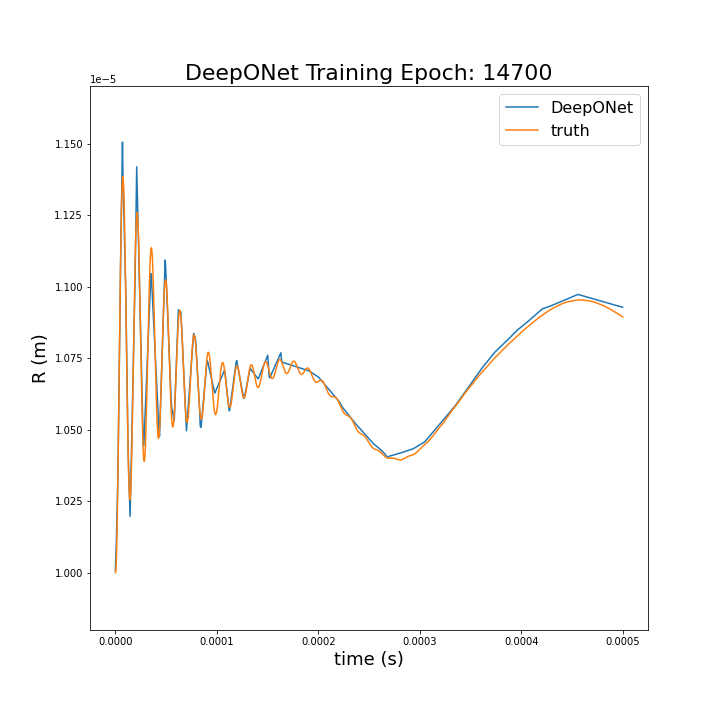 DeepONet Training Epoch: 14700
1e−5
DeepONet
truth
1.150
1.125
1.100
1.075
1.050
1.025
1.000
R (m)
0.0000 0.0001 0.0002 0.0003 0.0004 0.0005
time (s)